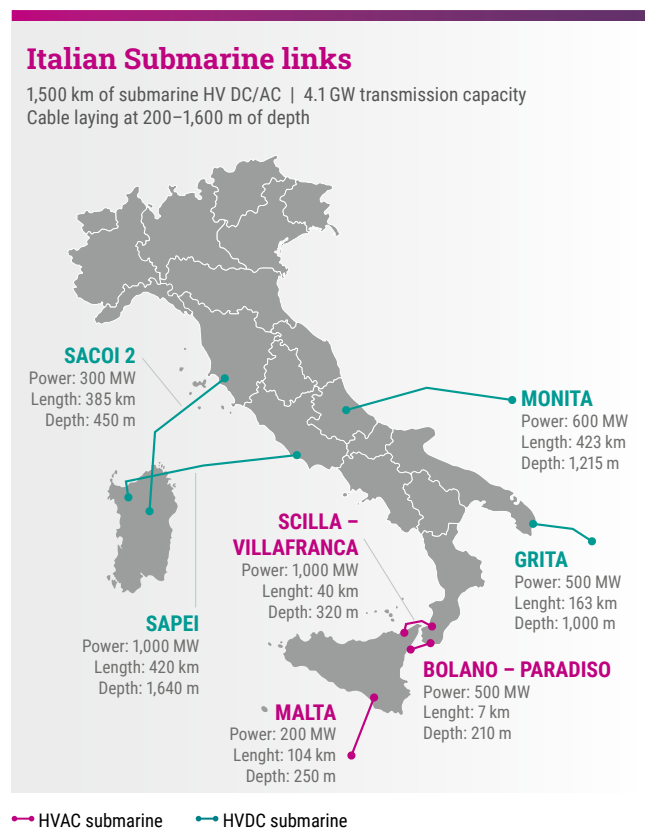 Italian Submarine links
1,500 km of submarine HV DC/AC | 4.1 GW transmission capacity
Cable laying at 200–1,600 m of depth
SACOI 2
Power: 300 MW
Length: 385 km
Depth: 450 m
MONITA
Power: 600 MW
Length: 423 km
Depth: 1,215 m
SCILLA –
VILLAFRANCA
Power: 1,000 MW
Lenght: 40 km
Depth: 320 m
GRITA
Power: 500 MW
Lenght: 163 km
Depth: 1,000 m
SAPEI
Power: 1,000 MW
Length: 420 km
Depth: 1,640 m
BOLANO – PARADISO
Power: 500 MW
Lenght: 7 km
Depth: 210 m
MALTA
Power: 200 MW
Lenght: 104 km
Depth: 250 m
HVAC submarine
HVDC submarine